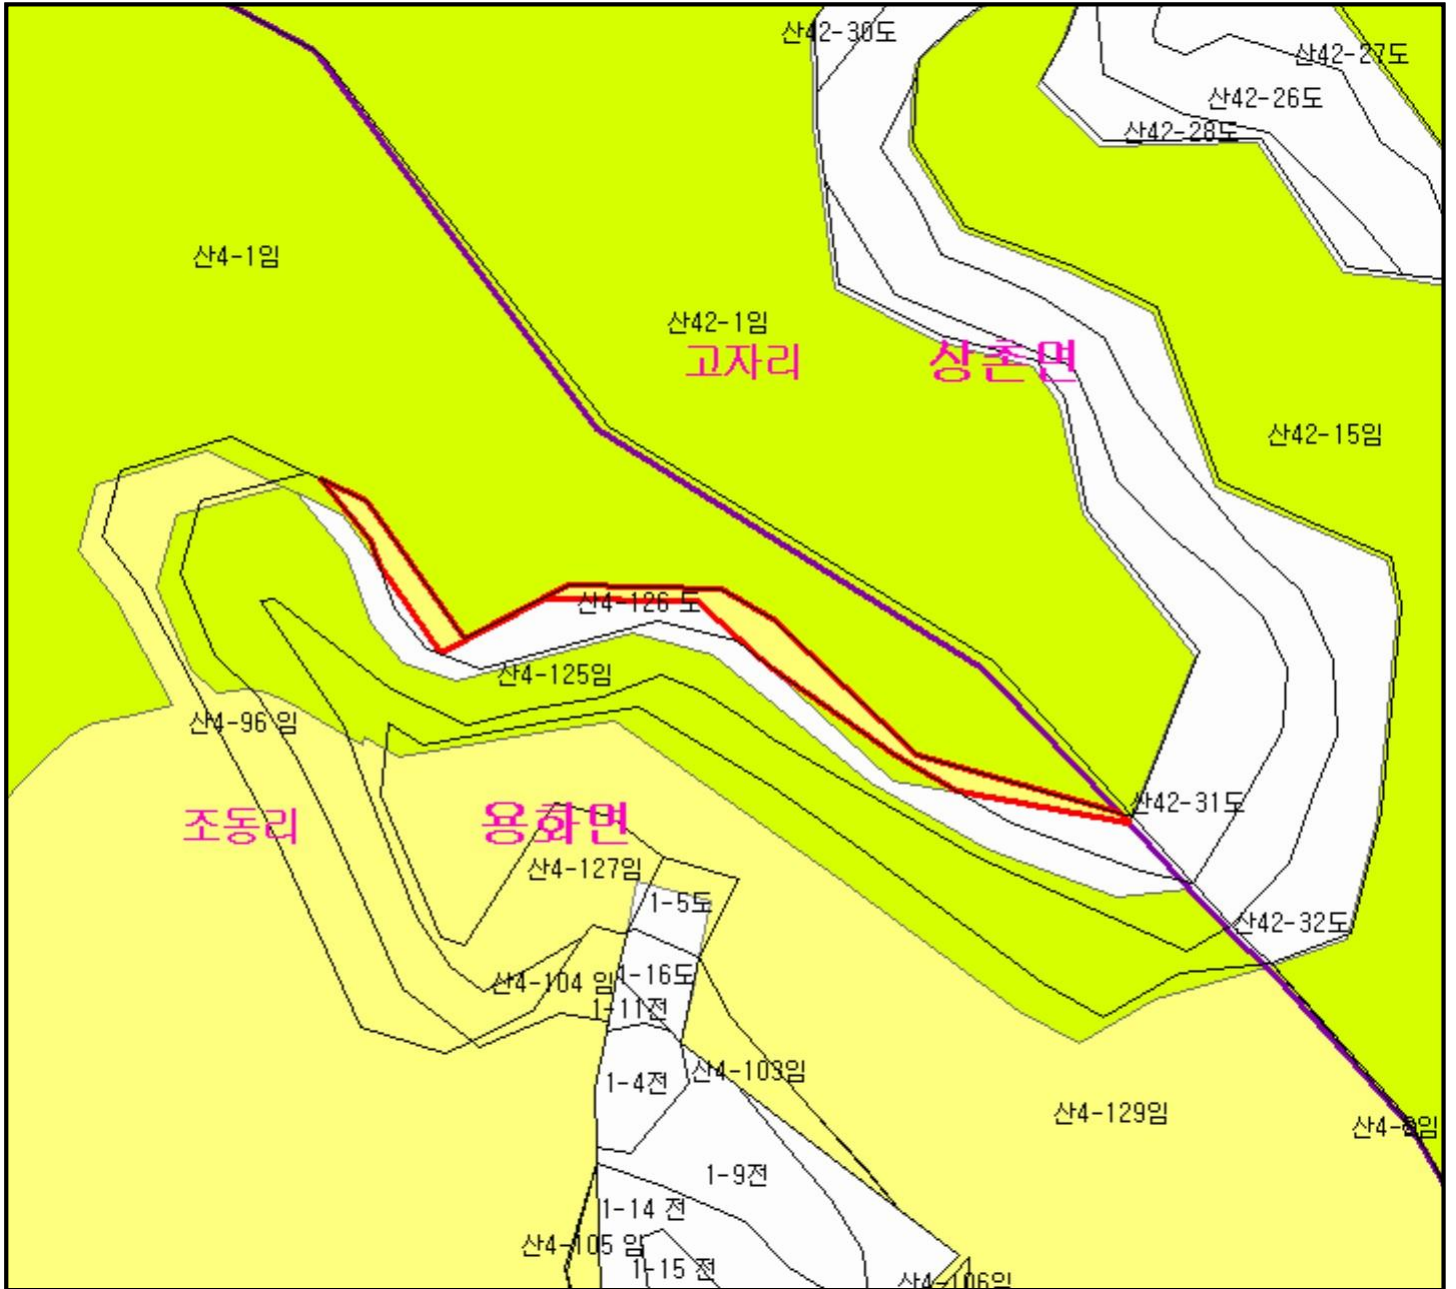 산42-30도
산42-27도
산42-26도
산42-28도
산4-1임
산42-1임
고자리
상촌면
산42-15임
산4-126 도
산4-125임
산4-96 임
산42-31도
조동리
용화면
산4-127임
1-5도
산42-32도
산4-104 임
1-16도
1-11전
산4-103임
1-4전
산4-129임
1-9전
1-14 전
산4-105 임
1-15 전
산4-106임